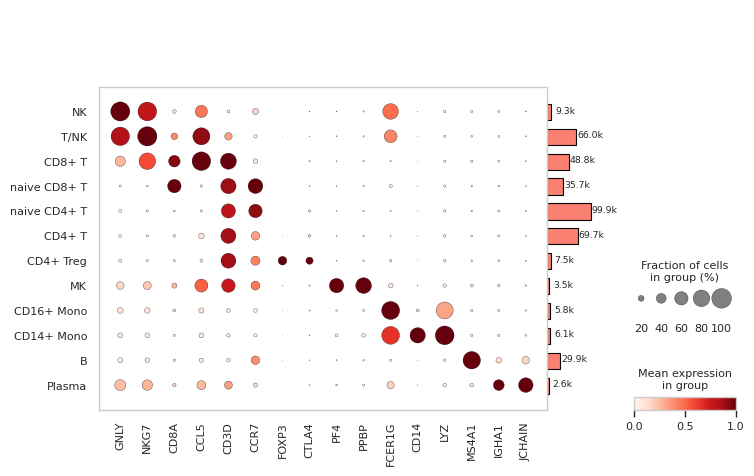 NK
9.3k
T/NK
66.0k
CD8+ T
48.8k
naive CD8+ T
35.7k
naive CD4+ T
99.9k
CD4+ T
69.7k
CD4+ Treg
7.5k
MK
3.5k
CD16+ Mono
5.8k
CD14+ Mono
6.1k
B
29.9k
Plasma
2.6k
GNLY
NKG7
CD8A
CCL5
CD3D
CCR7
FOXP3
CTLA4
PF4
PPBP
FCER1G
CD14
LYZ
MS4A1
IGHA1
JCHAIN
Fraction of cells
in group (%)
20 40 60 80 100
Mean expression
in group
0.0 0.5 1.0